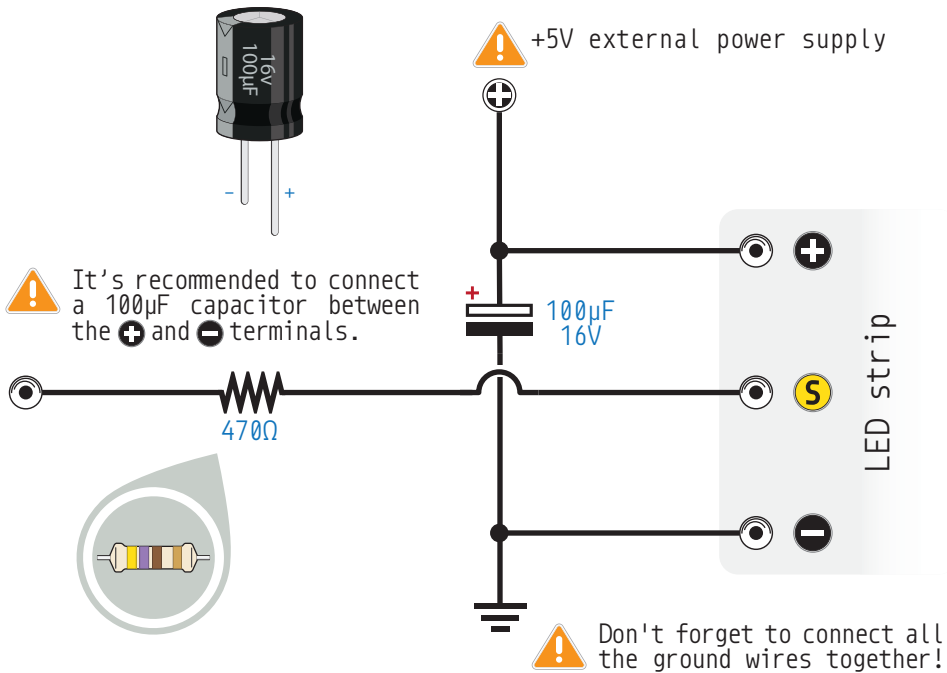 16v
100µF
- +
+5V external power supply
It's recommended to connect
a 100µF capacitor between
the + and - terminals.
+
100µF
16V
470Ω
S
LED strip
Don't forget to connect all
the ground wires together!